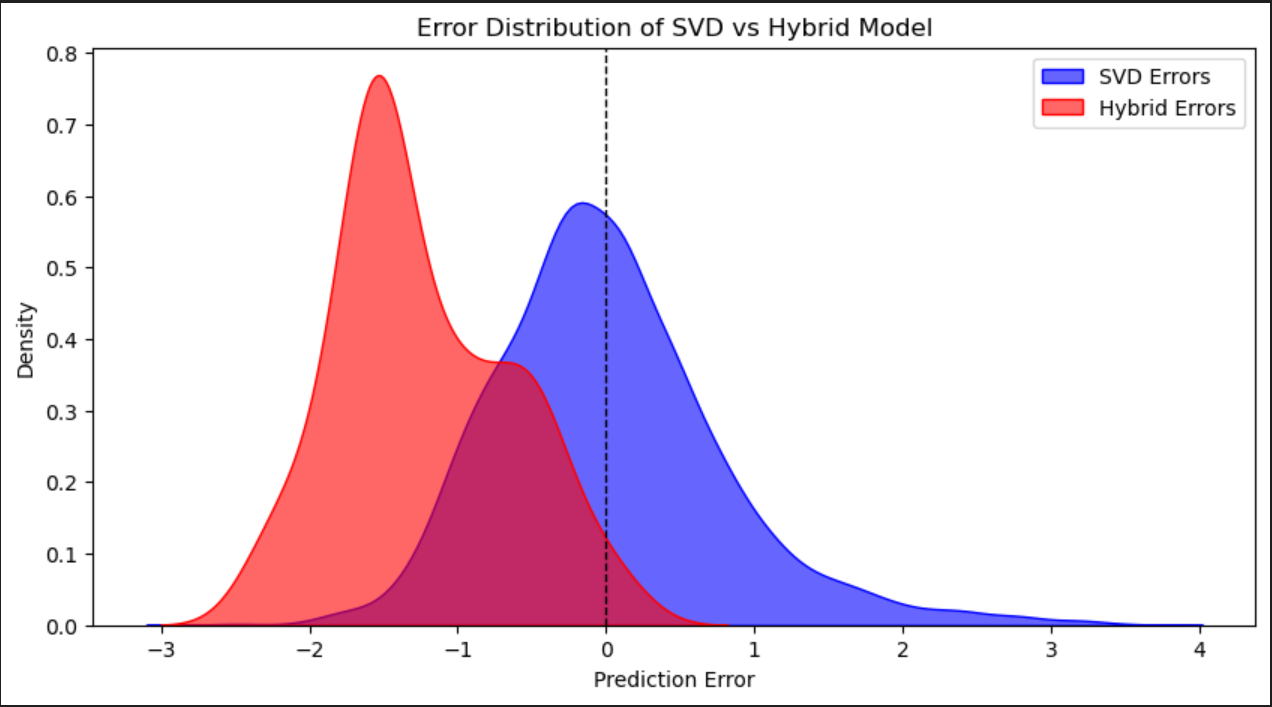 Error Distribution of SVD vs Hybrid Model
SVD Errors
Hybrid Errors
Density
0.8
0.7
0.6
0.5
0.4
0.3
0.2
0.1
0.0
−3 −2 −1 0 1 2 3 4
Prediction Error